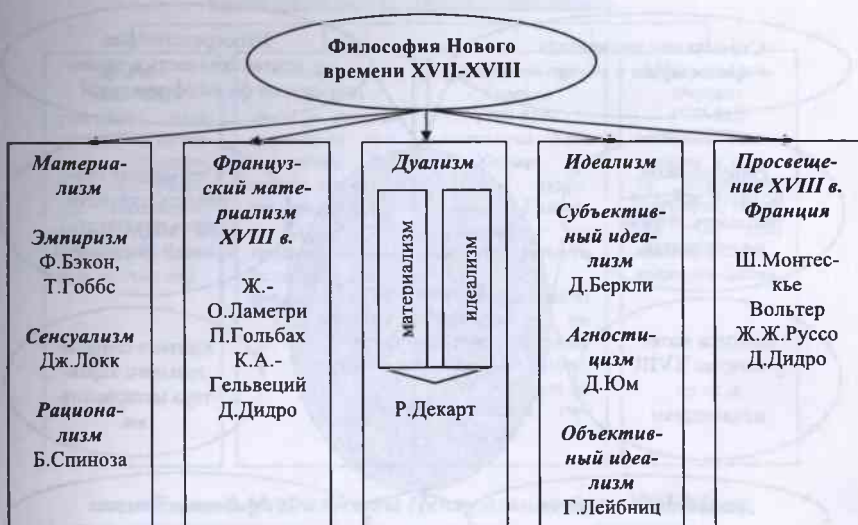 Философия Нового
времени XVII-XVIII
Материа-
лизм
Эмпиризм
Ф.Бэкон,
Т.Гоббс
Сенсуализм
Дж.Локк
Рациона-
лизм
Б.Спиноза
Француз-
ский мате-
риализм
XVIII в.
Ж.-
О.Ламетри
П.Гольбах
К.А.-
Гельвеций
Д.Дидро
Дуализм
материализм
идеализм
Р.Декарт
Идеализм
Субъектив-
ный идеа-
лизм
Д.Беркли
Агности-
цизм
Д.Юм
Объектив-
ный идеа-
лизм
Г.Лейбниц
Просвеще-
ние XVIII в.
Франция
Ш.Монтес-
кье
Вольтер
Ж.Ж.Руссо
Д.Дидро